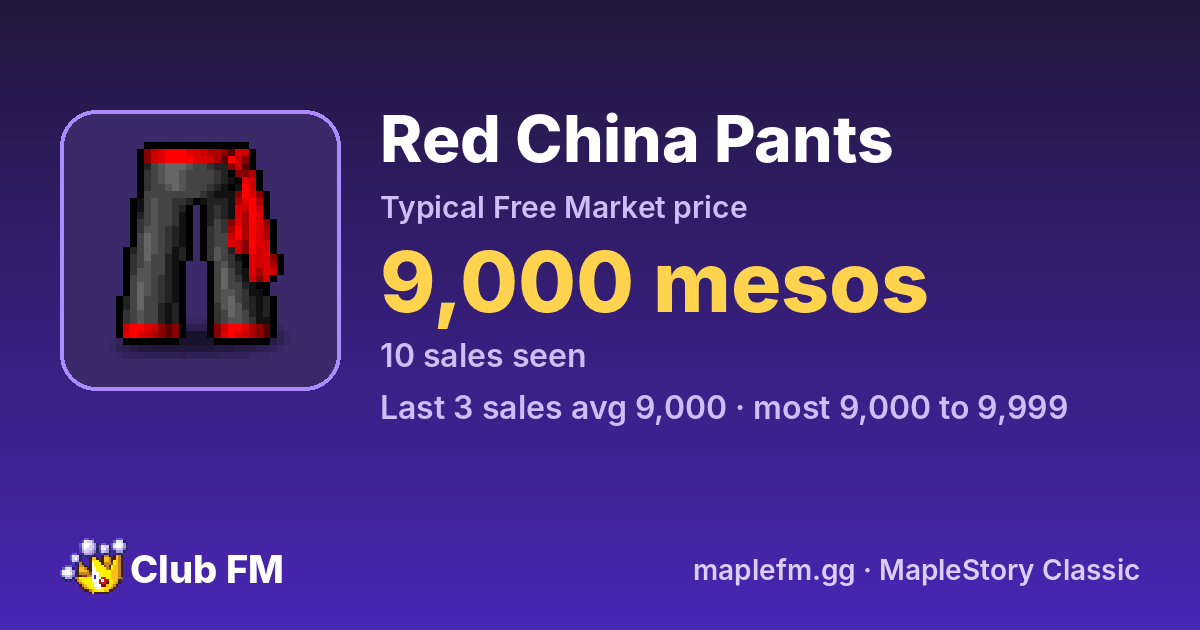 Red China Pants
Typical Free Market price
9,000 mesos
10 sales seen
Last 3 sales avg 9,000 · most 9,000 to 9,999
Club FM
maplefm.gg · MapleStory Classic